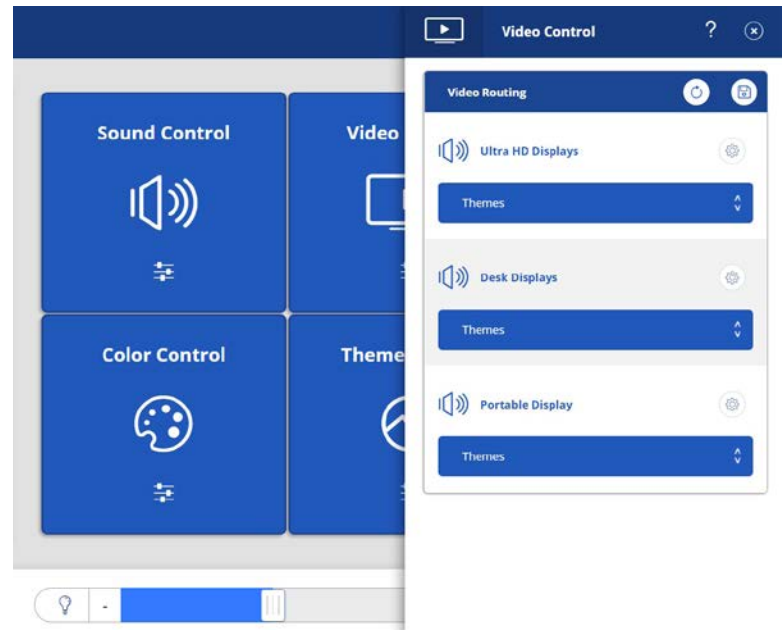 Video Control ?
Video Routing
Sound Control
Video
Ultra HD Displays
Themes
Desk Displays
Themes
Color Control
Theme
Portable Display
Themes
-